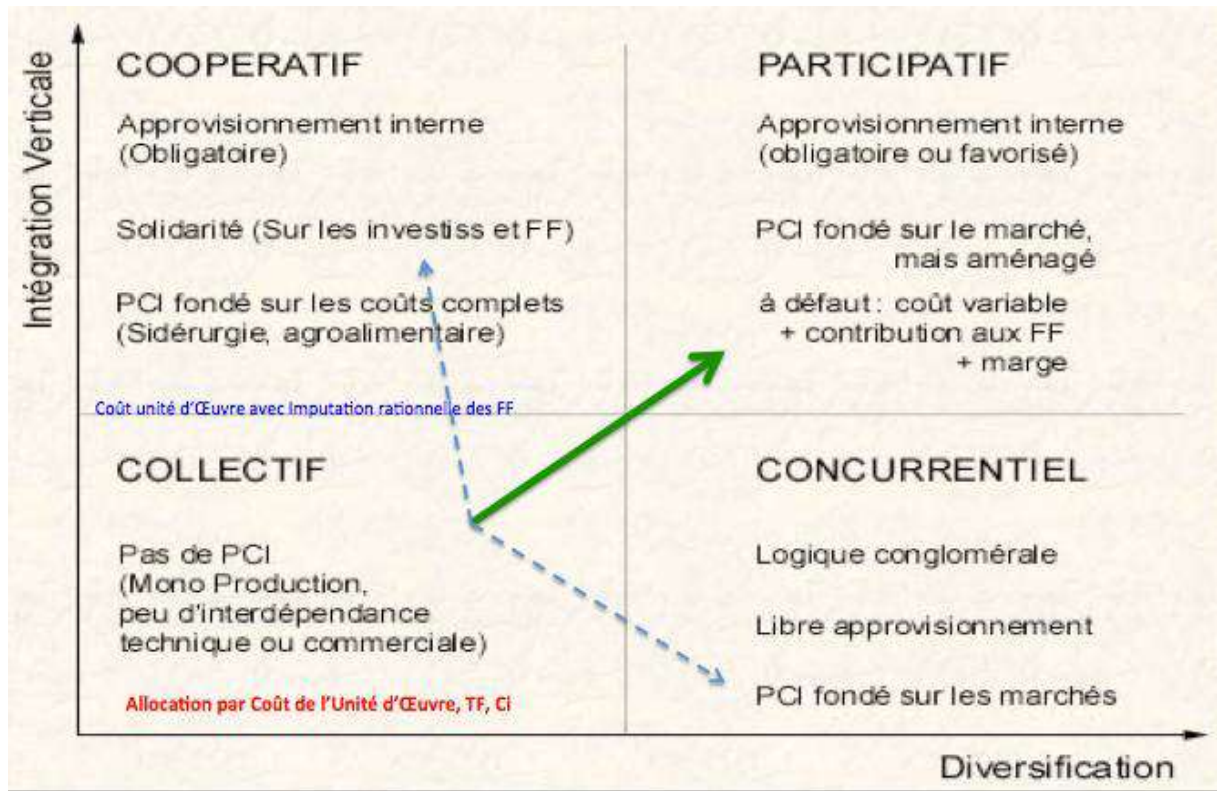 Intégration Verticale
COOPERATIF
Approvisionnement interne
(Obligatoire)
Solidarité (Sur les investiss et FF)
PCI fondé sur les coûts complets
(Sidérurgie, agroalimentaire)
Coût unité d'Œuvre avec Imputation rationnelle des FF
PARTICIPATIF
Approvisionnement interne
(obligatoire ou favorisé)
PCI fondé sur le marché,
mais aménagé
à défaut : coût variable
+ contribution aux FF
+ marge
COLLECTIF
Pas de PCI
(Mono Production,
peu d'interdépendance
technique ou commerciale)
Allocation par Coût de l'Unité d'Œuvre, TF, Ci
CONCURRENTIEL
Logique conglomérale
Libre approvisionnement
PCI fondé sur les marchés
Diversification